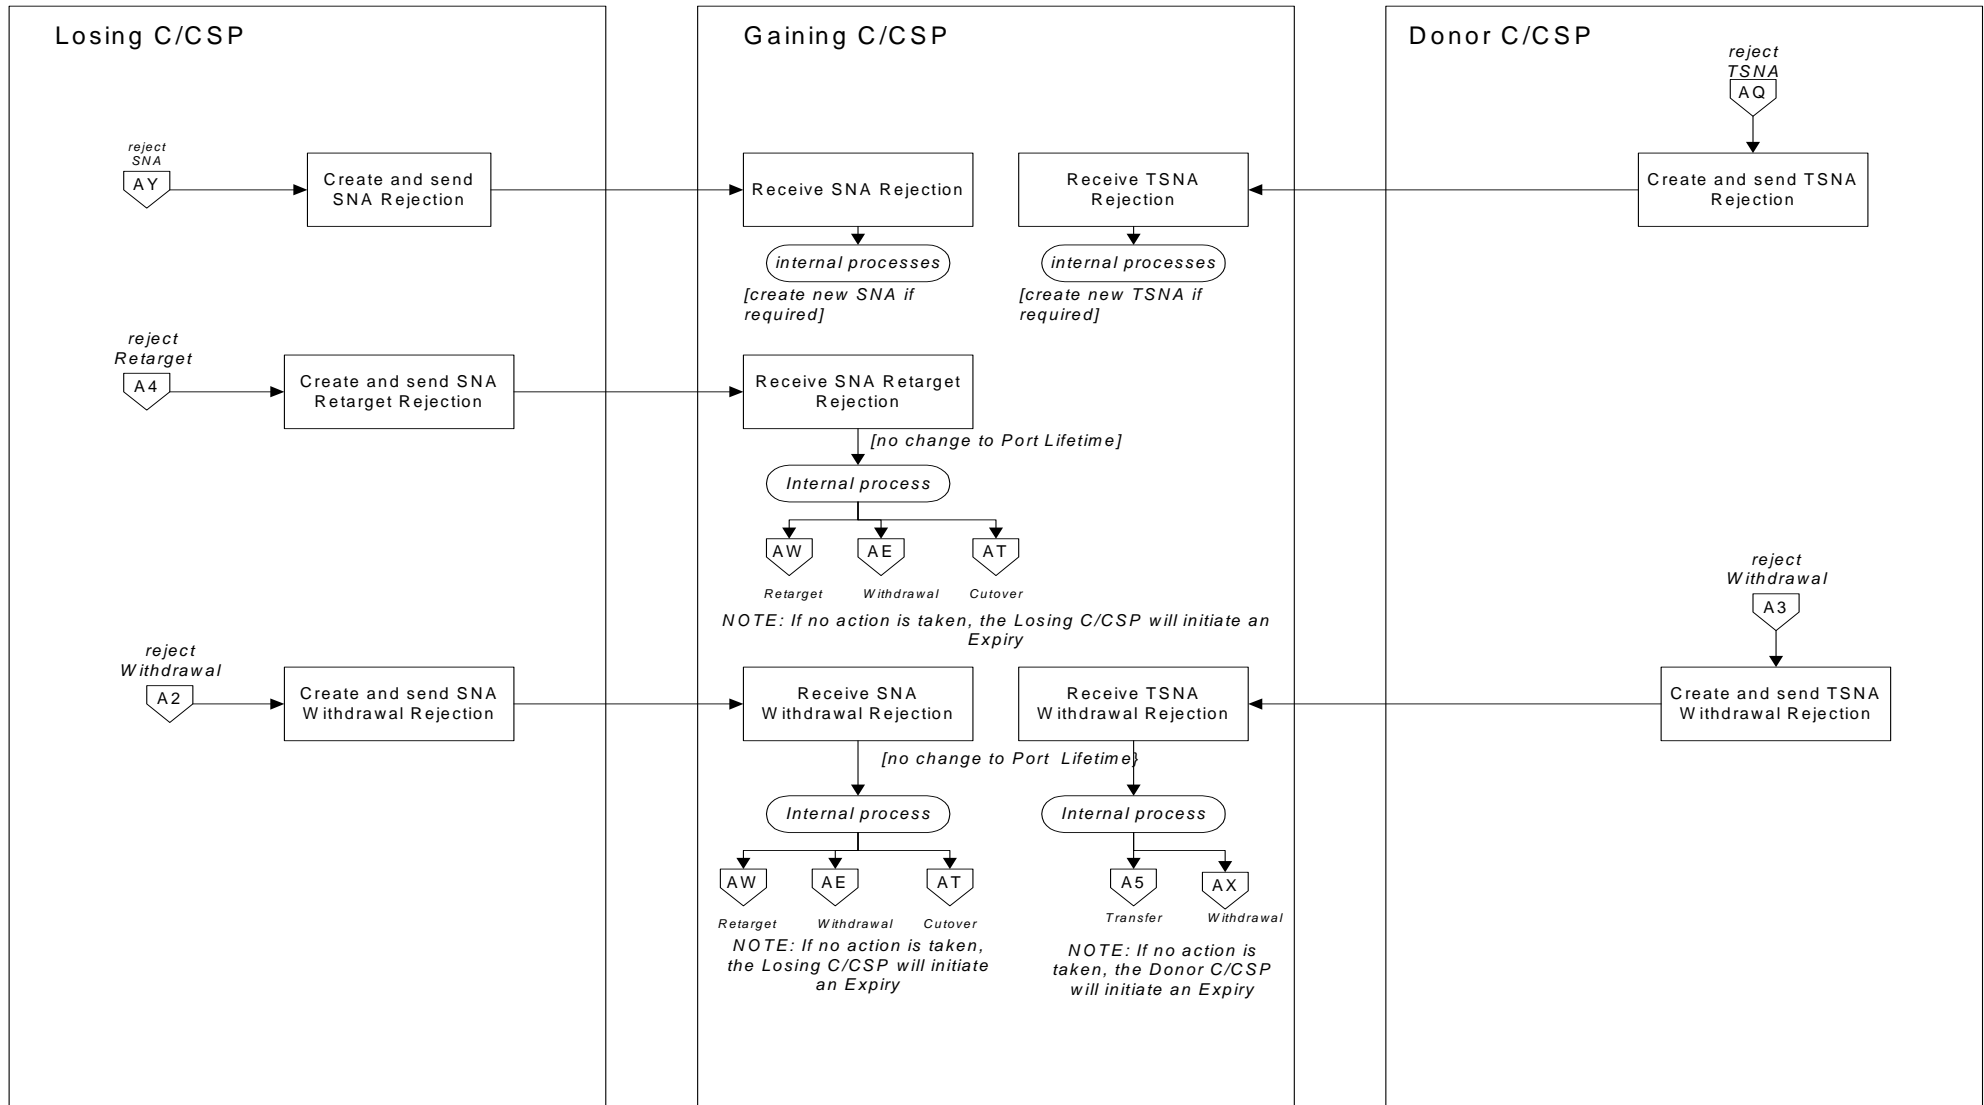 Losing C/CSP
Gaining C/CSP
Donor C/CSP
reject
TSNA
AQ
reject
SNA
AY
Create and send
SNA Rejection
Receive SNA Rejection
Receive TSNA
Rejection
Create and send TSNA
Rejection
internal processes
internal processes
[create new SNA if
required]
[create new TSNA if
required]
reject
Retarget
A4
Create and send SNA
Retarget Rejection
Receive SNA Retarget
Rejection
[no change to Port Lifetime]
Internal process
AW
AE
AT
Retarget
Withdrawal
Cutover
NOTE: If no action is taken, the Losing C/CSP will initiate an
Expiry
reject
Withdrawal
A3
reject
Withdrawal
A2
Create and send SNA
Withdrawal Rejection
Receive SNA
Withdrawal Rejection
Receive TSNA
Withdrawal Rejection
Create and send TSNA
Withdrawal Rejection
[no change to Port Lifetime}
Internal process
Internal process
AW
AE
AT
A5
AX
Retarget
Withdrawal
Cutover
Transfer
Withdrawal
NOTE: If no action is taken,
the Losing C/CSP will initiate
an Expiry
NOTE: If no action is
taken, the Donor C/CSP
will initiate an Expiry